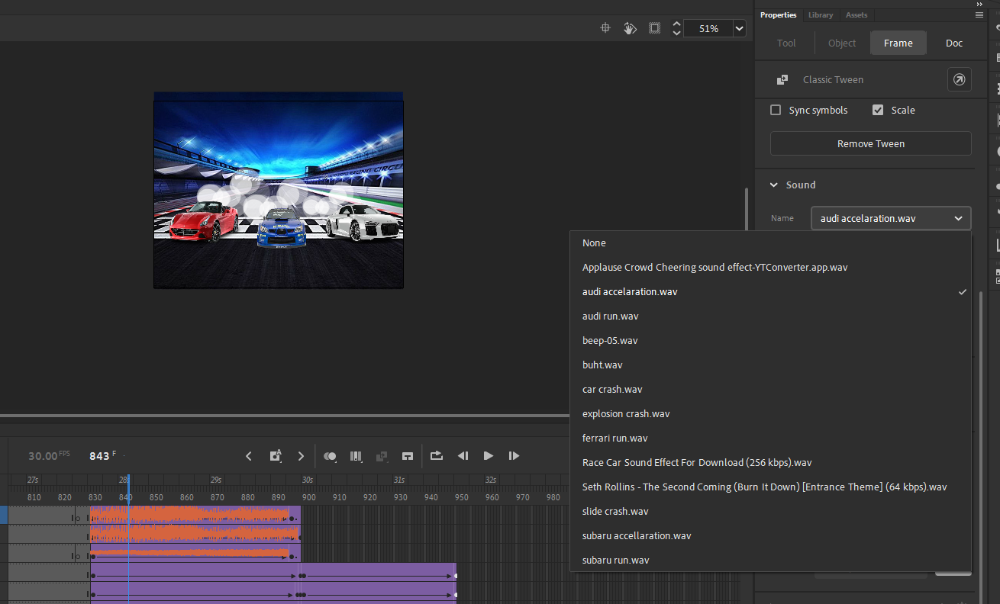 Properties Library Assets
51%
Tool Object Frame Doc
Classic Tween
Sync symbols Scale
Remove Tween
Sound
Name audi accelaration.wav
None
Applause Crowd Cheering sound effect-YTConverter.app.wav
audi accelaration.wav
audi run.wav
beep-05.wav
buht.wav
car crash.wav
explosion crash.wav
ferrari run.wav
Race Car Sound Effect For Download (256 kbps).wav
Seth Rollins - The Second Coming (Burn It Down) [Entrance Theme] (64 kbps).wav
slide crash.wav
subaru accellaration.wav
subaru run.wav
30.00 FPS 843 F
27s 28s 29s 30s 31s 32s
810 820 830 840 850 860 870 880 890 900 910 920 930 940 950 960 970 980